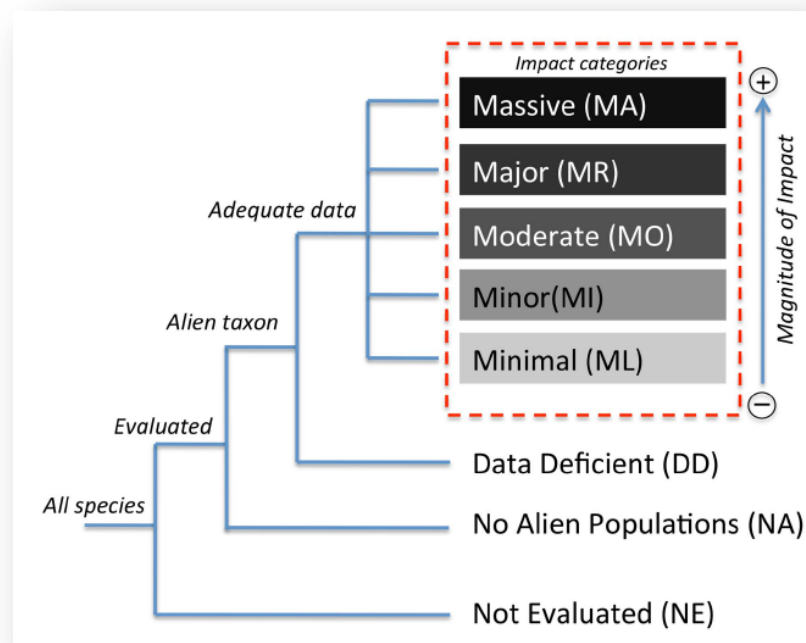 Impact categories
Massive (MA)
Major (MR)
Adequate data
Moderate (MO)
Minor(MI)
Alien taxon
Minimal (ML)
Magnitude of Impact
+
−
Evaluated
Data Deficient (DD)
All species
No Alien Populations (NA)
Not Evaluated (NE)